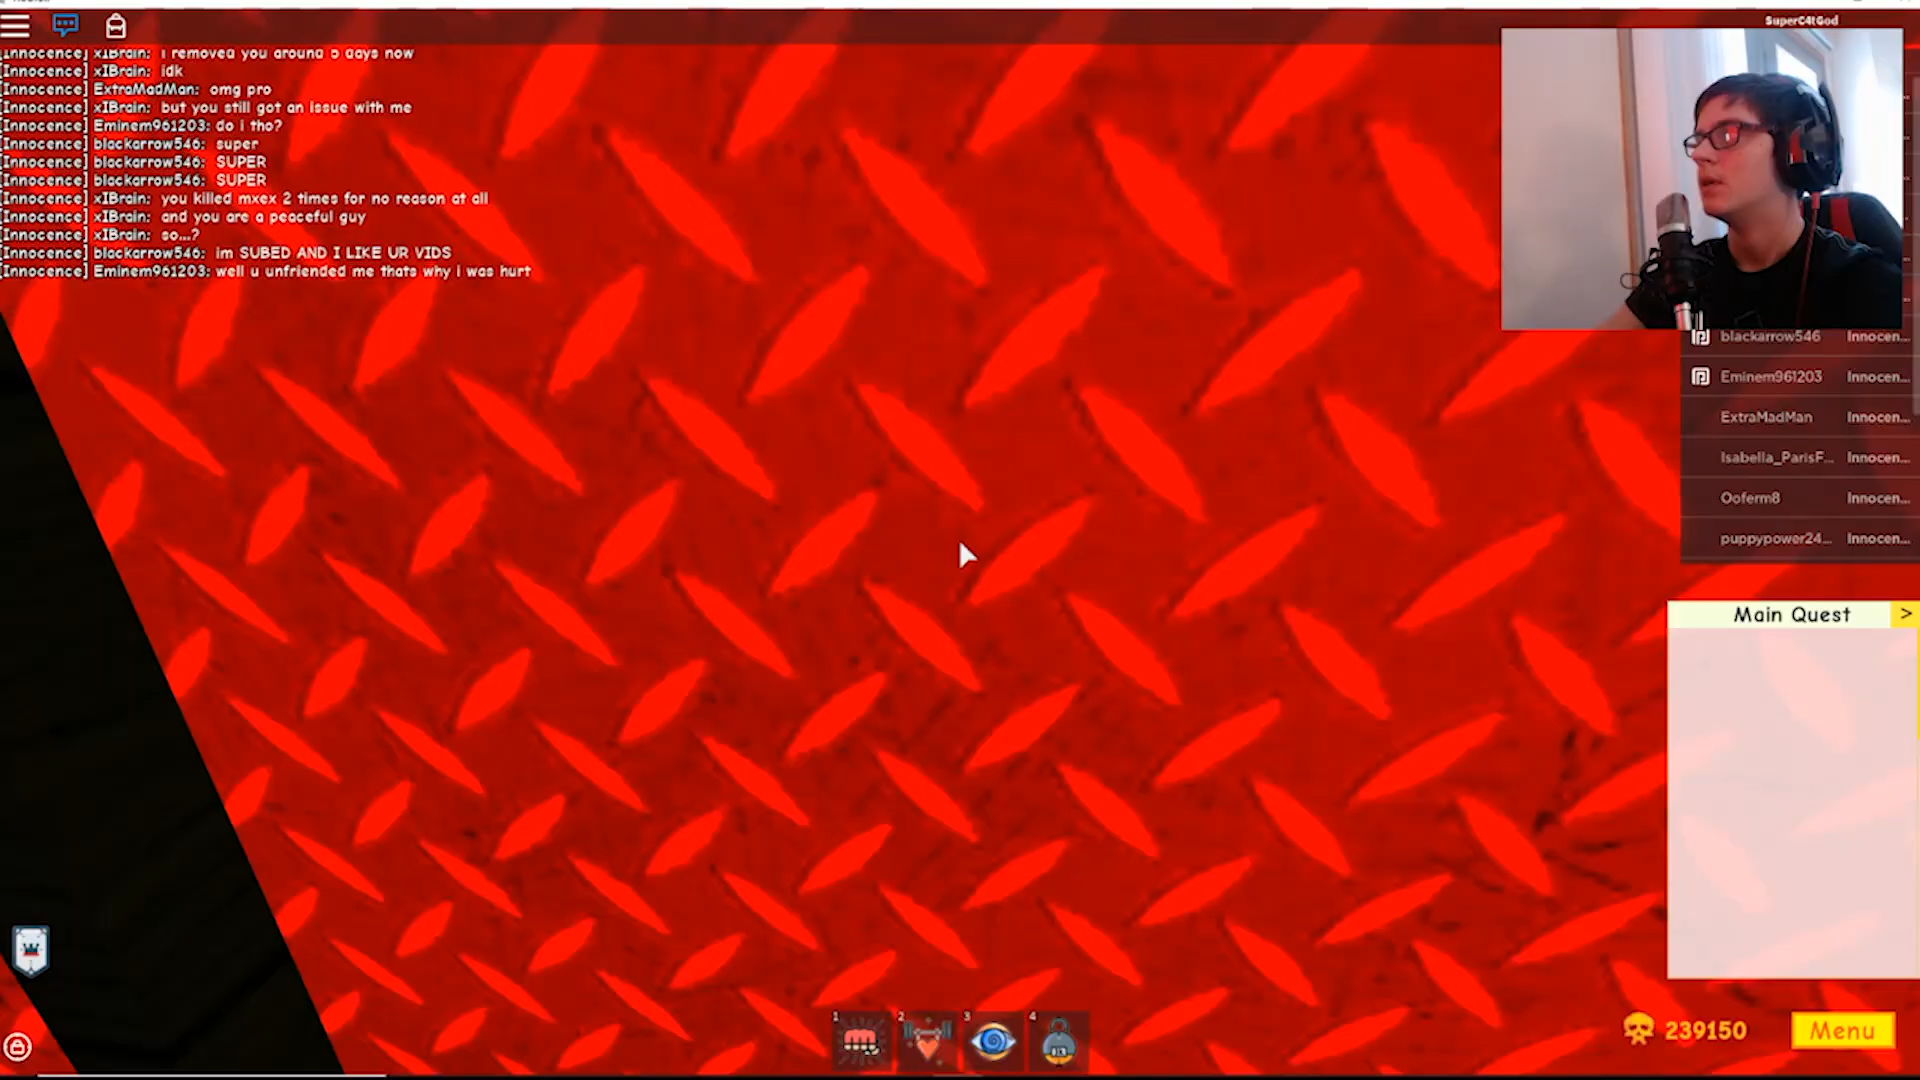 SuperC4tGod
[Innocence] xIBrain: i removed you around 5 days now
[Innocence] xIBrain: idk
[Innocence] ExtraMadMan: omg pro
[Innocence] xIBrain: but you still got an issue with me
[Innocence] Eminem961203: do i tho?
[Innocence] blackarrow546: super
[Innocence] blackarrow546: SUPER
[Innocence] blackarrow546: SUPER
[Innocence] xIBrain: you killed mxex 2 times for no reason at all
[Innocence] xIBrain: and you are a peaceful guy
[Innocence] xIBrain: so...?
[Innocence] blackarrow546: im SUBED AND I LIKE UR VIDS
[Innocence] Eminem961203: well u unfriended me thats why i was hurt
blackarrow546 Innocen...
Eminem961203 Innocen...
ExtraMadMan Innocen...
Isabella_ParisF... Innocen...
Ooferm8 Innocen...
puppypower24... Innocen...
Main Quest >
1 2 3 4
239150
Menu